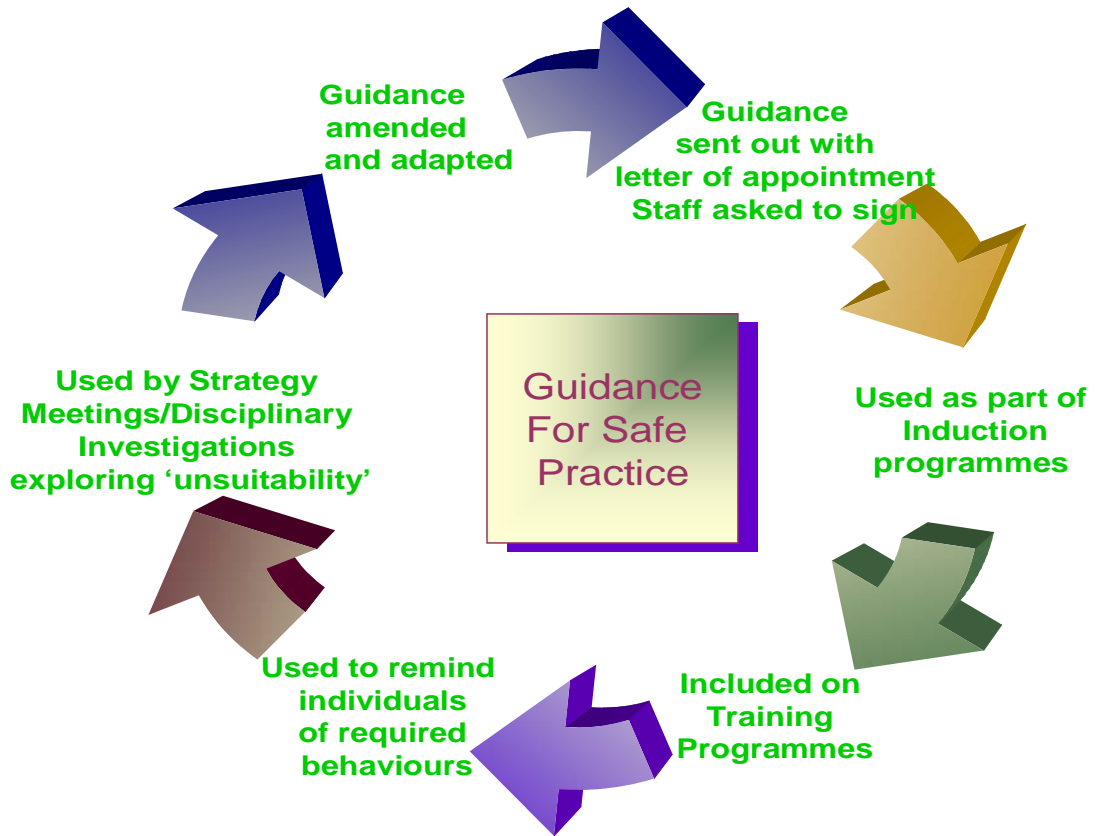 Guidance
amended
and adapted
Guidance
sent out with
letter of appointment
Staff asked to sign
Used as part of
Induction
programmes
Included on
Training
Programmes
Used to remind
individuals
of required
behaviours
Used by Strategy
Meetings/Disciplinary
Investigations
exploring ‘unsuitability’
Guidance
For Safe
Practice